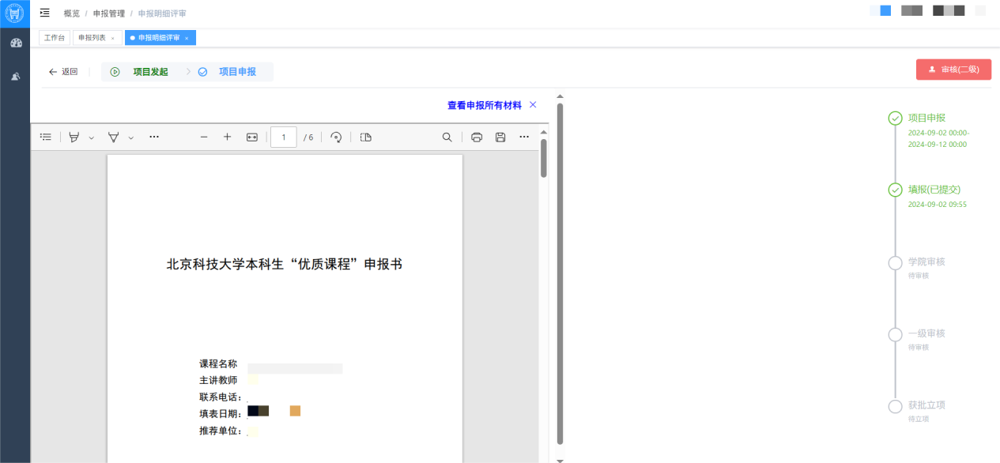 概览 / 申报管理 / 申报明细评审
工作台 申报列表 × 申报明细评审 ×
返回 项目发起 项目申报 审核(二级)
查看申报所有材料 ×
1 / 6
北京科技大学本科生“优质课程”申报书
课程名称
主讲教师
联系电话：
填表日期：
推荐单位：
项目申报
2024-09-02 00:00-
2024-09-12 00:00
填报(已提交)
2024-09-02 09:55
学院审核
待审核
一级审核
待审核
获批立项
待立项